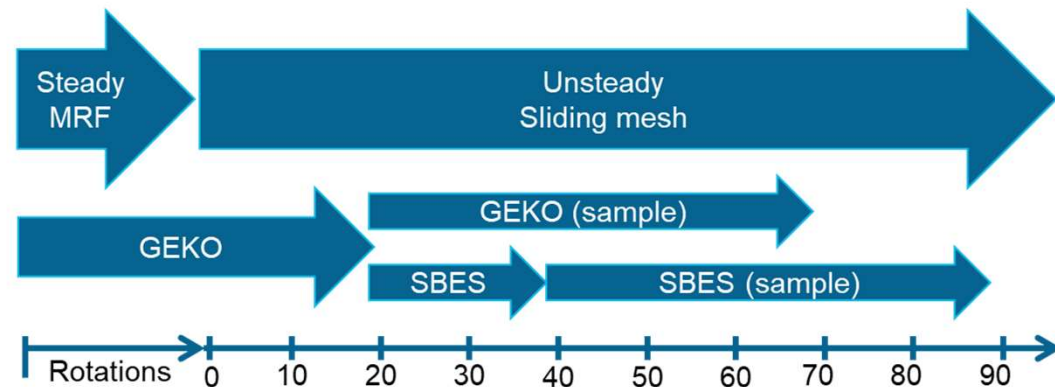 Steady
MRF
Unsteady
Sliding mesh
GEKO (sample)
GEKO
SBES
SBES (sample)
Rotations
0 10 20 30 40 50 60 70 80 90